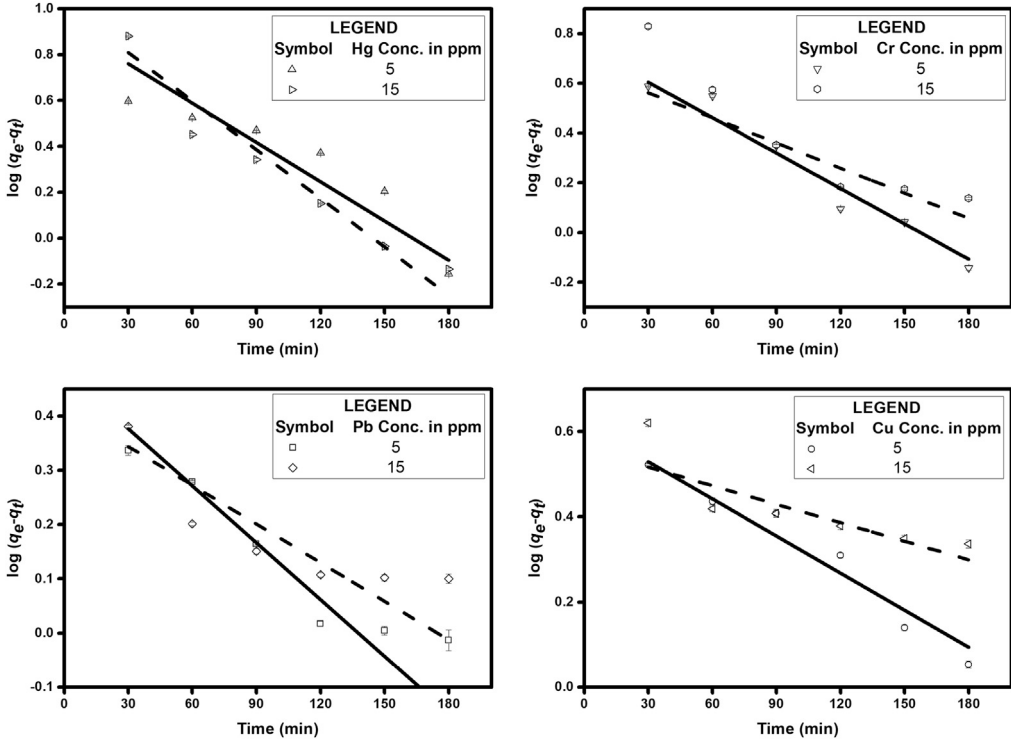 LEGEND
Symbol Hg Conc. in ppm
5
15
1.0
0.8
0.6
0.4
0.2
0.0
-0.2
log (qe-qt)
0 30 60 90 120 150 180
Time (min)
LEGEND
Symbol Cr Conc. in ppm
5
15
0.8
0.6
0.4
0.2
0.0
-0.2
log (qe-qt)
0 30 60 90 120 150 180
Time (min)
LEGEND
Symbol Pb Conc. in ppm
5
15
0.4
0.3
0.2
0.1
0.0
-0.1
log (qe-qt)
0 30 60 90 120 150 180
Time (min)
LEGEND
Symbol Cu Conc. in ppm
5
15
0.6
0.4
0.2
0.0
log (qe-qt)
0 30 60 90 120 150 180
Time (min)